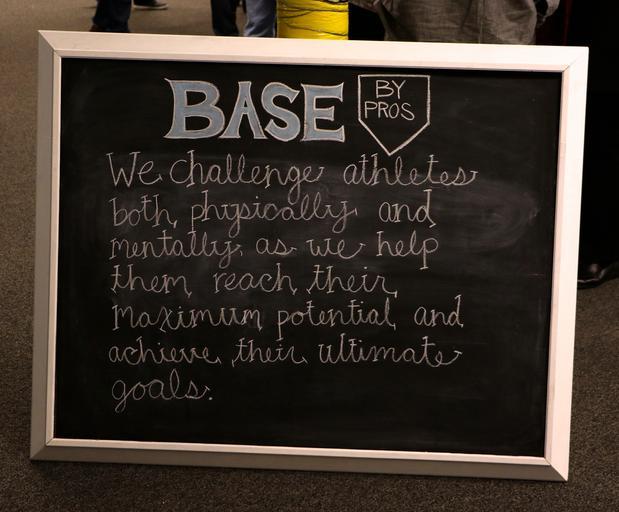 BASE BY PROS
We challenge athletes
both physically and
mentally as we help
them reach their
maximum potential and
achieve their ultimate
goals.